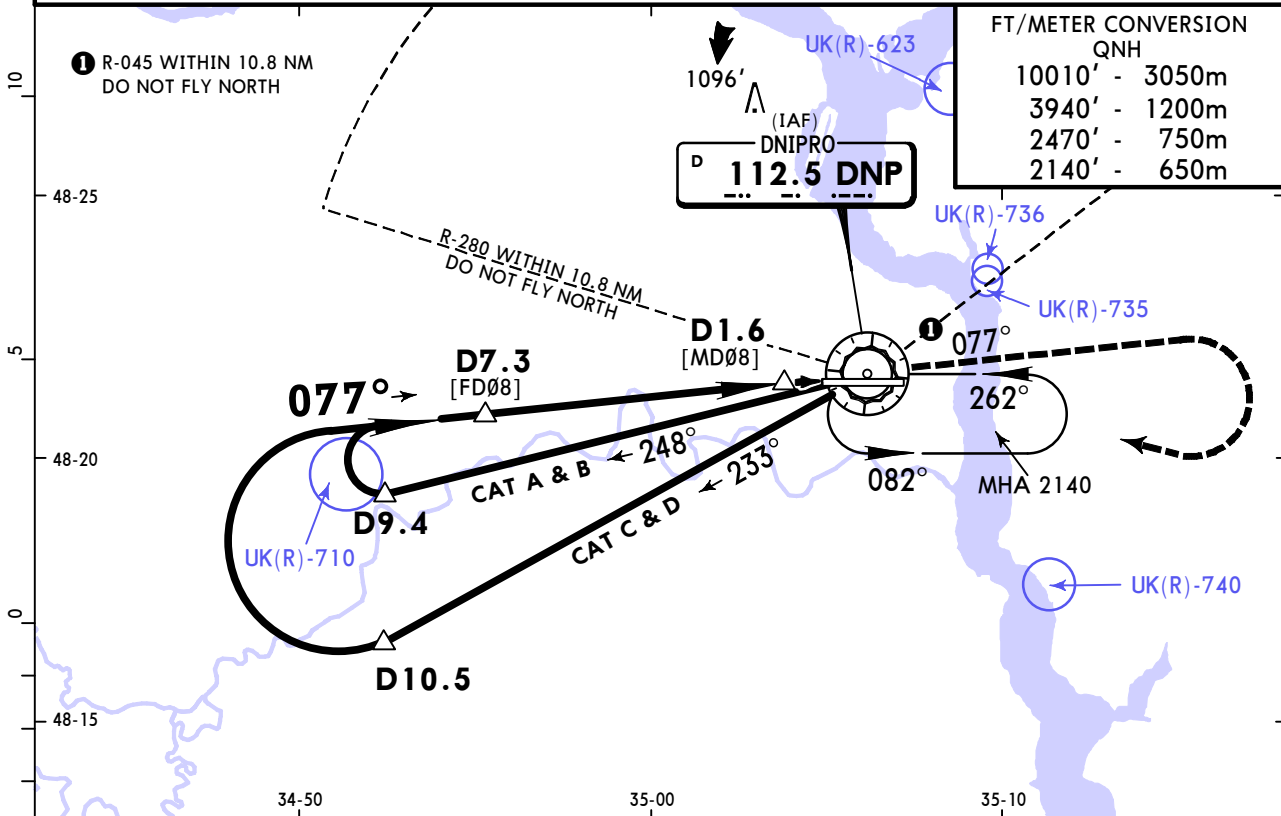 ❶ R-045 WITHIN 10.8 NM
DO NOT FLY NORTH
FT/METER CONVERSION
QNH
10010' - 3050m
3940' - 1200m
2470' - 750m
2140' - 650m
UK(R)-623
1096'
(IAF)
DNIPRO
D 112.5 DNP
10
48-25
R-280 WITHIN 10.8 NM
DO NOT FLY NORTH
UK(R)-736
UK(R)-735
D1.6
[MDØ8]
❶
077°
5
D7.3
[FDØ8]
077°
262°
48-20
248°
CAT A & B
233°
CAT C & D
082°
MHA 2140
D9.4
UK(R)-710
UK(R)-740
0
D10.5
48-15
34-50
35-00
35-10